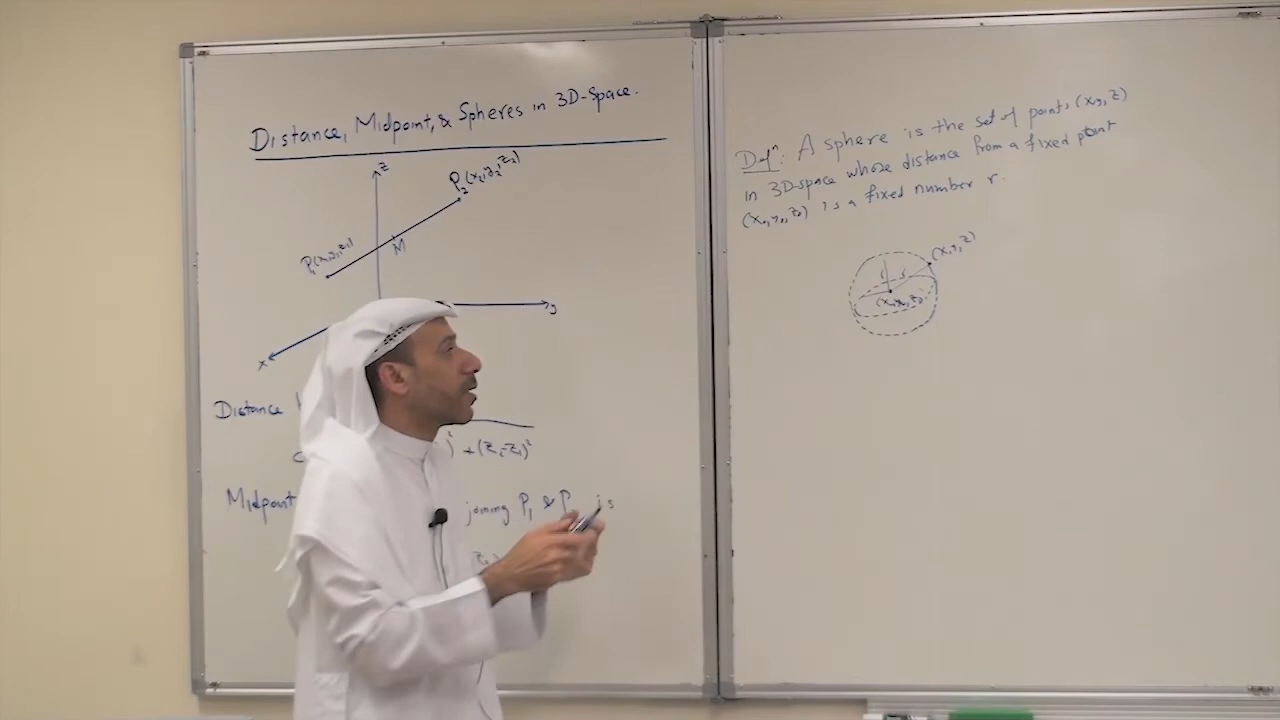 Distance, Midpoint, & Spheres in 3D-Space.
z
P₂(x₂,y₂,z₂)
P₁(x₁,y₁,z₁)
M
y
x
Distance
)² + (z₂-z₁)²
Midpoint
joining P₁ & P is
z₂
Defⁿ: A sphere is the set of points (x,y,z)
in 3D-space whose distance from a fixed point
(x₀,y₀,z₀) is a fixed number r.
(x,y,z)
r
(x₀,y₀,z₀)